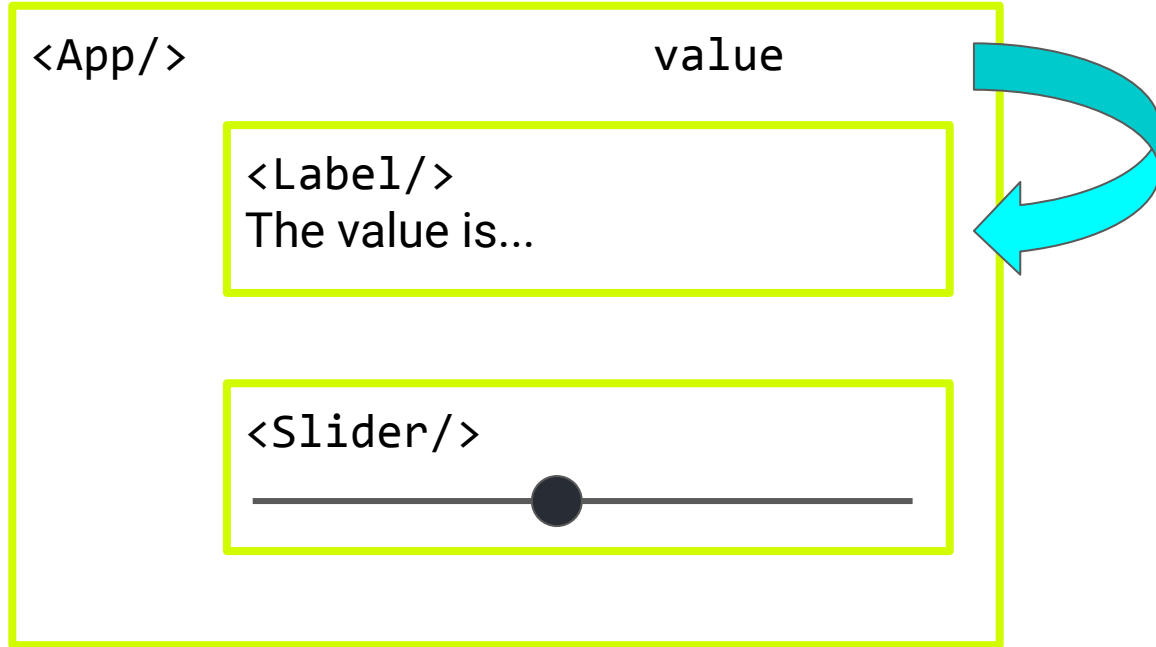 <App/>
value
<Label/>
The value is...
<Slider/>